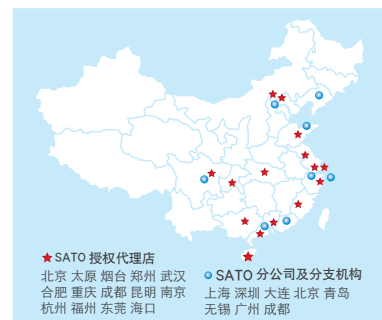 SATO 授权代理店
北京 太原 烟台 郑州 武汉
合肥 重庆 成都 昆明 南京
杭州 福州 东莞 海口
SATO 分公司及分支机构
上海 深圳 大连 北京 青岛
无锡 广州 成都